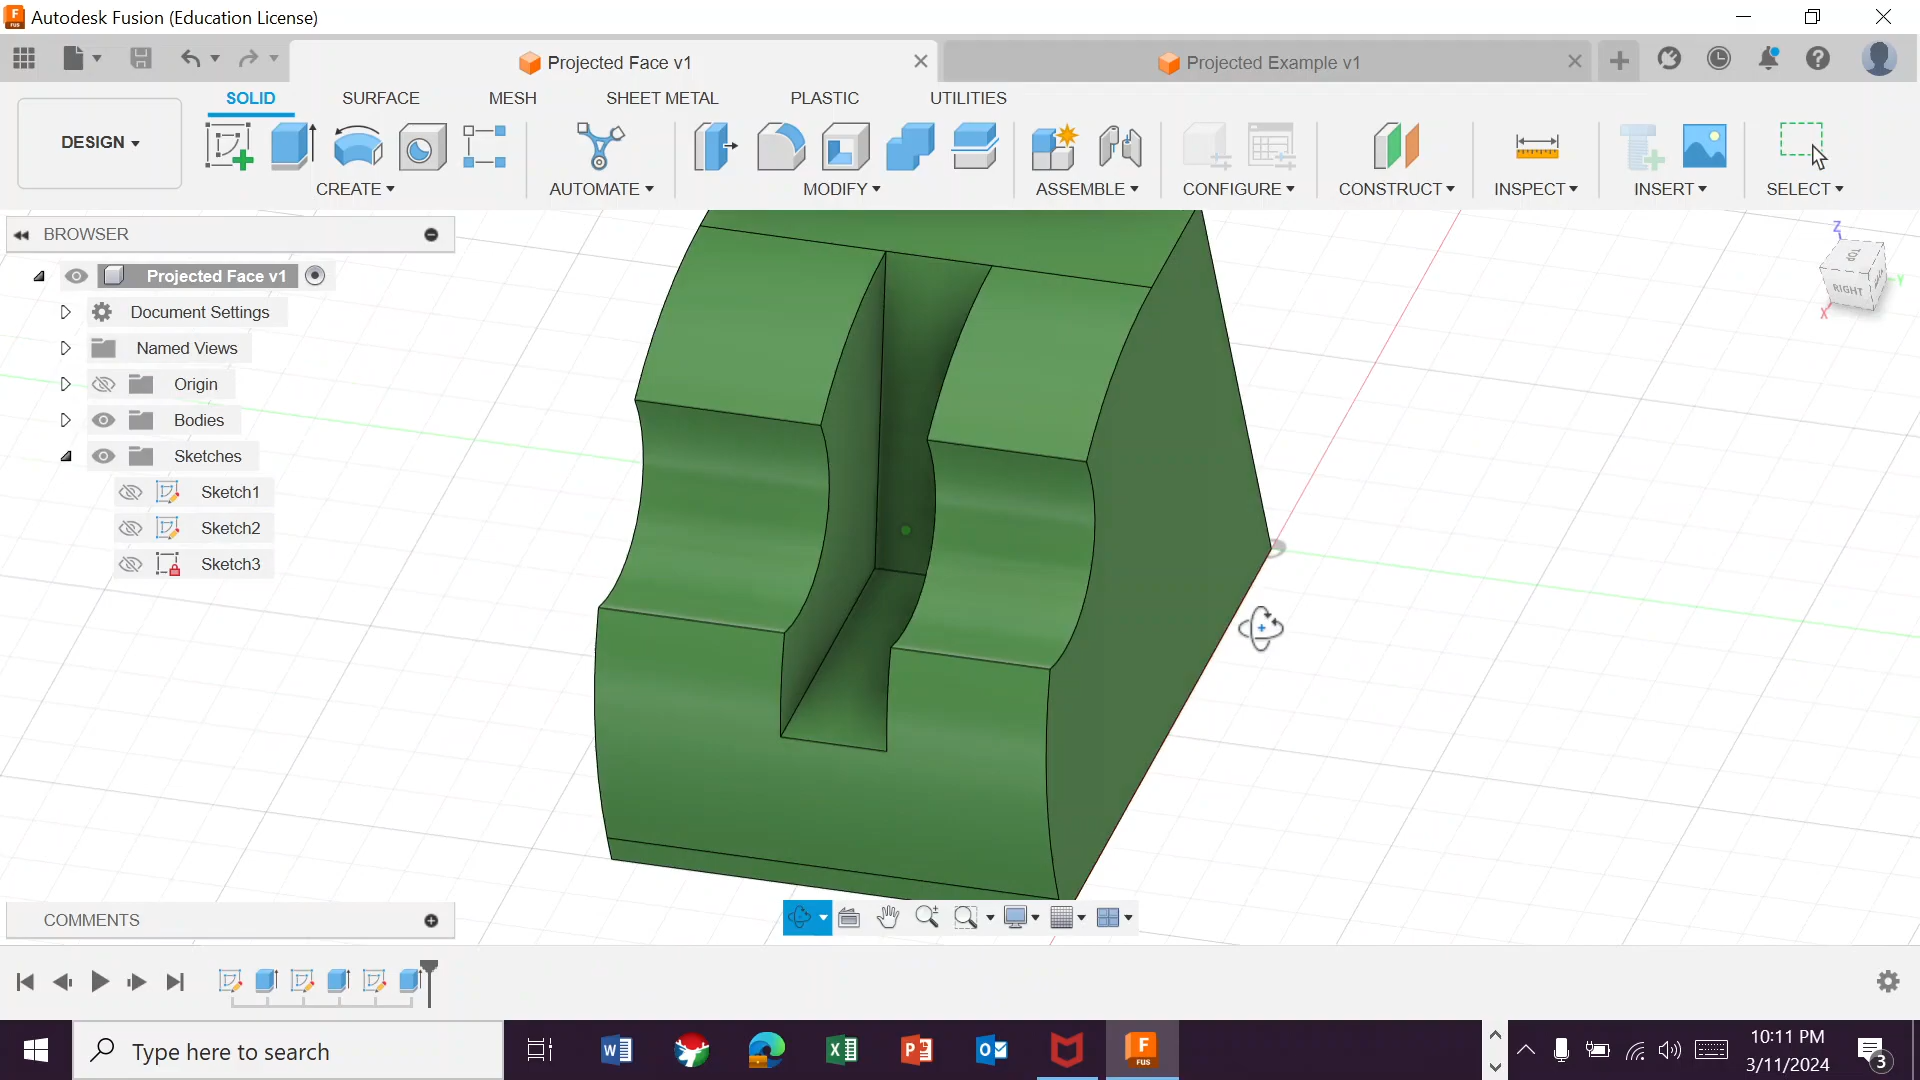 Autodesk Fusion (Education License)
Projected Face v1
Projected Example v1
SOLID
SURFACE
MESH
SHEET METAL
PLASTIC
UTILITIES
DESIGN
CREATE
AUTOMATE
MODIFY
ASSEMBLE
CONFIGURE
CONSTRUCT
INSPECT
INSERT
SELECT
BROWSER
Projected Face v1
Document Settings
Named Views
Origin
Bodies
Sketches
Sketch1
Sketch2
Sketch3
Z
TOP
RIGHT
Y
X
COMMENTS
Type here to search
10:11 PM
3/11/2024
3